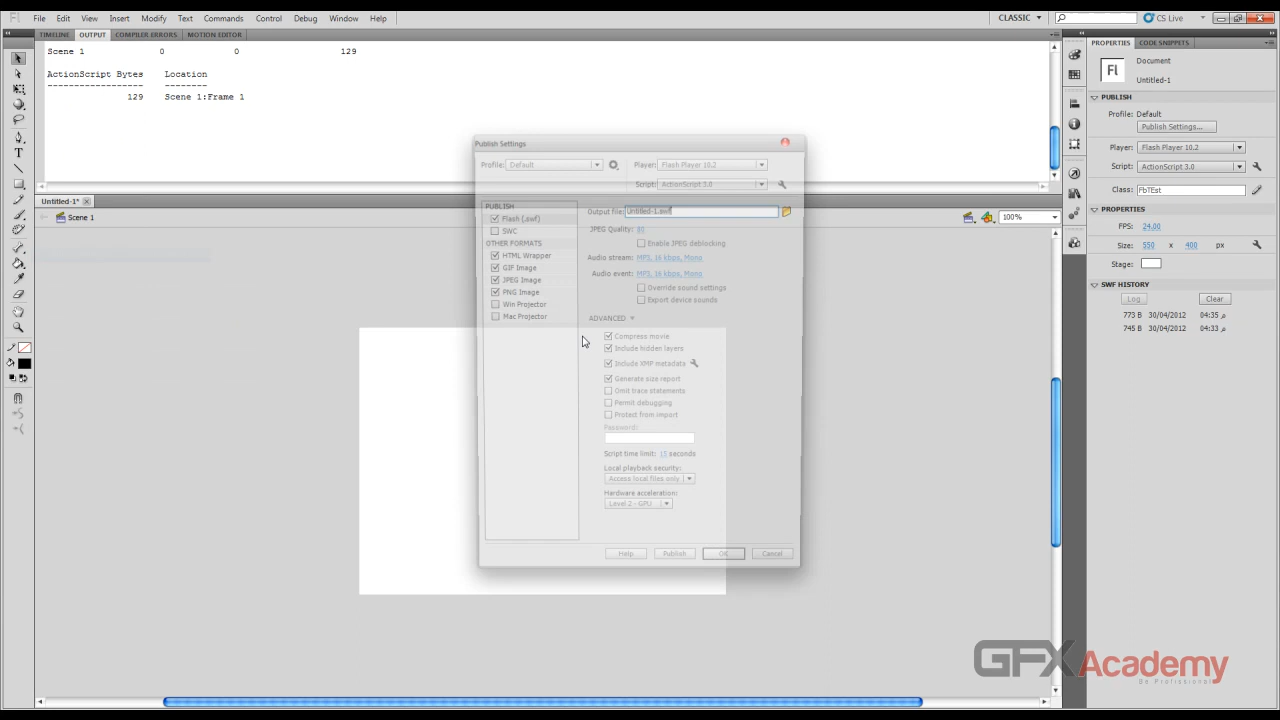 Fl File Edit View Insert Modify Text Commands Control Debug Window Help CLASSIC CS Live
TIMELINE OUTPUT COMPILER ERRORS MOTION EDITOR
Scene 1 0 0 129
ActionScript Bytes Location
------------------ --------
129 Scene 1:Frame 1
Untitled-1*
Scene 1
100%
Publish Settings
Profile: Default
Player: Flash Player 10.2
Script: ActionScript 3.0
PUBLISH
Flash (.swf)
SWC
OTHER FORMATS
HTML Wrapper
GIF Image
JPEG Image
PNG Image
Win Projector
Mac Projector
Output file: Untitled-1.swf
JPEG Quality: 80
Enable JPEG deblocking
Audio stream: MP3, 16 kbps, Mono
Audio event: MP3, 16 kbps, Mono
Override sound settings
Export device sounds
ADVANCED
Compress movie
Include hidden layers
Include XMP metadata
Generate size report
Omit trace statements
Permit debugging
Protect from import
Password:
Script time limit: 15 seconds
Local playback security:
Access local files only
Hardware acceleration:
Level 2 - GPU
Help Publish OK Cancel
PROPERTIES CODE SNIPPETS
Fl
Document
Untitled-1
PUBLISH
Profile: Default
Publish Settings...
Player: Flash Player 10.2
Script: ActionScript 3.0
Class: FbTEst
PROPERTIES
FPS: 24.00
Size: 550 x 400 px
Stage:
SWF HISTORY
Log Clear
773 B 30/04/2012 04:35 م
745 B 30/04/2012 04:33 م
GFXAcademy
Be Profissional